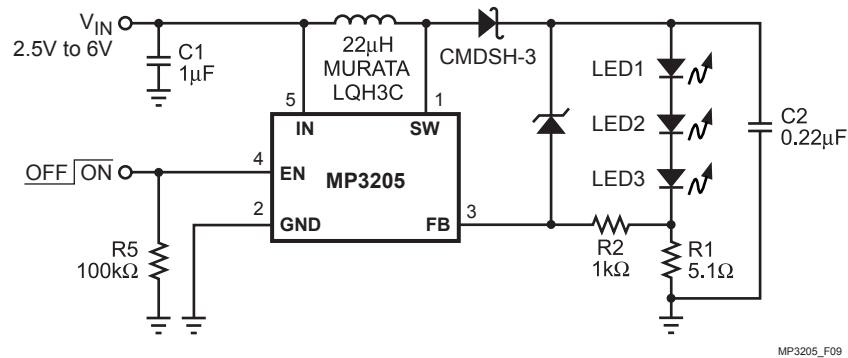 VIN
2.5V to 6V
C1
1µF
22µH
MURATA
LQH3C
CMDSH-3
LED1
LED2
LED3
C2
0.22µF
5
1
IN
SW
4
EN
MP3205
OFF ON
2
GND
FB
3
R5
100kΩ
R2
1kΩ
R1
5.1Ω
MP3205_F09